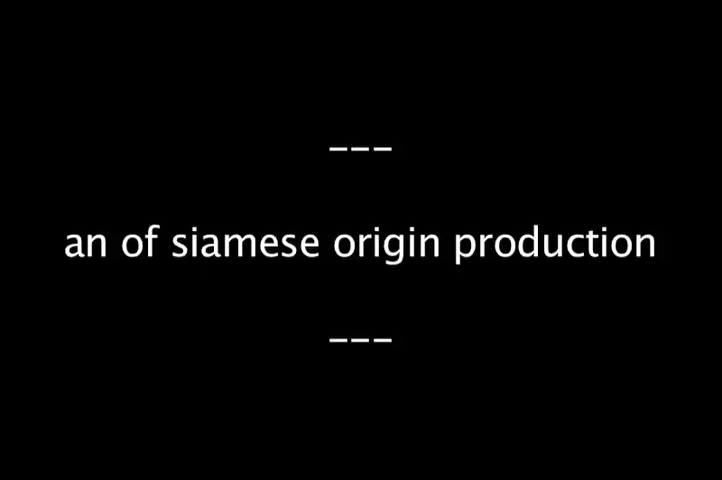 ---
an of siamese origin production
---